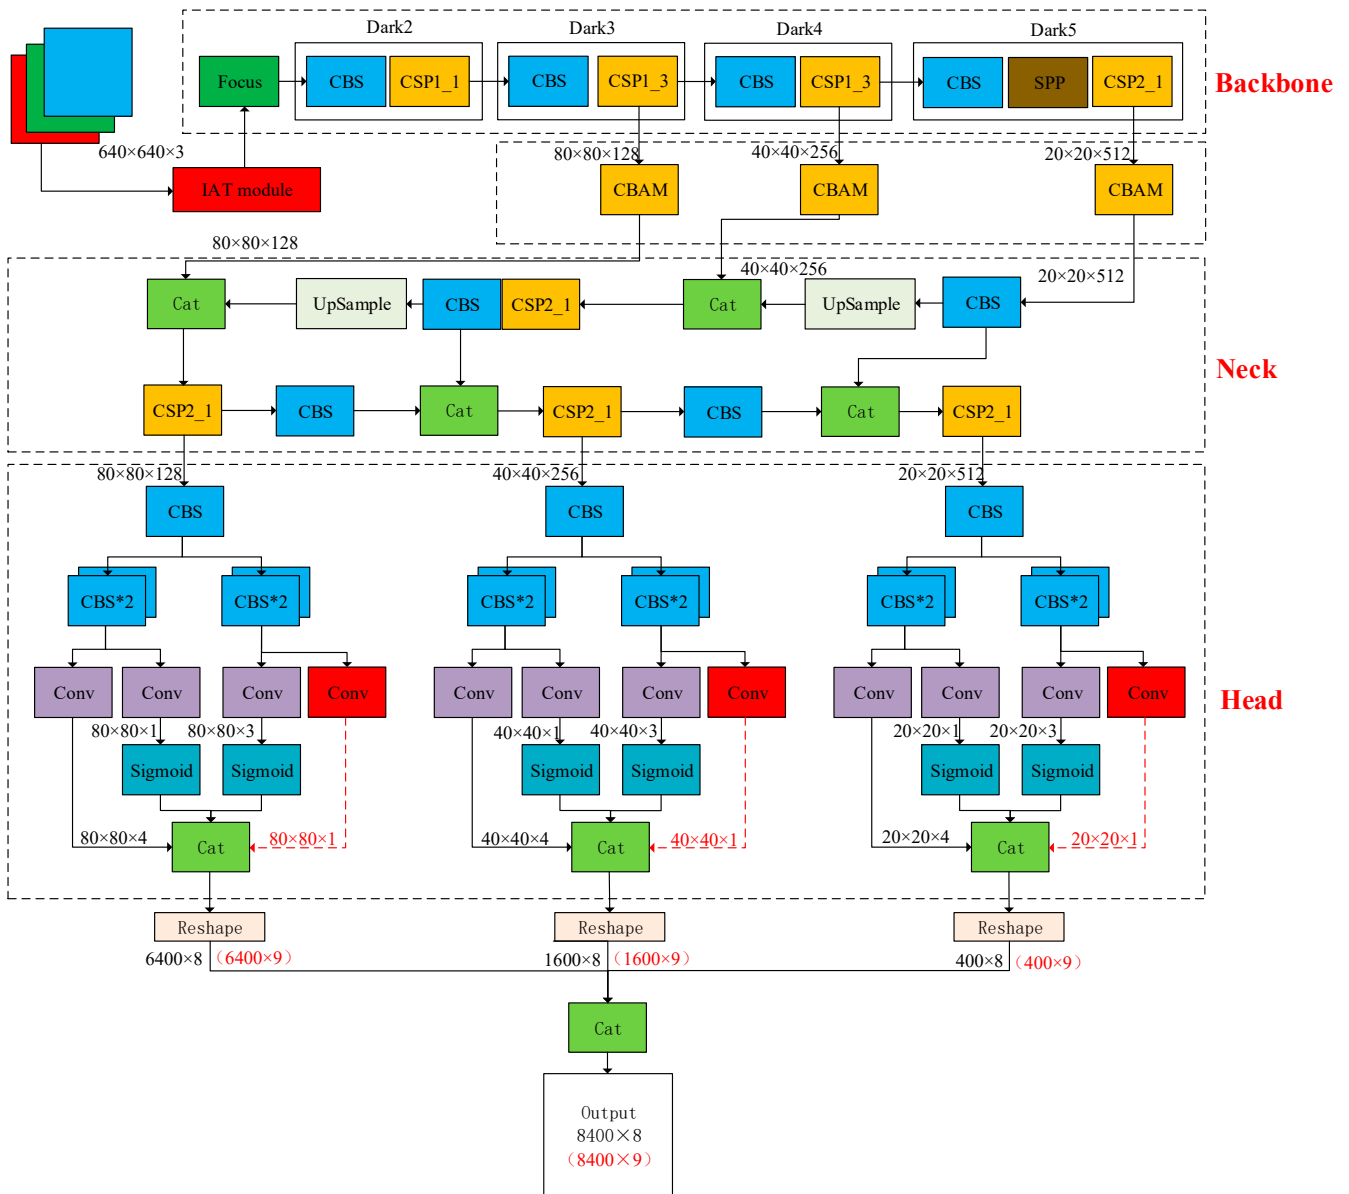 Dark2
Dark3
Dark4
Dark5
Focus
CBS
CSP1_1
CBS
CSP1_3
CBS
CSP1_3
CBS
SPP
CSP2_1
Backbone
640×640×3
IAT module
80×80×128
40×40×256
20×20×512
CBAM
CBAM
CBAM
80×80×128
40×40×256
20×20×512
Cat
UpSample
CBS
CSP2_1
Cat
UpSample
CBS
Neck
CSP2_1
CBS
Cat
CSP2_1
CBS
Cat
CSP2_1
80×80×128
40×40×256
20×20×512
CBS
CBS
CBS
CBS*2
CBS*2
CBS*2
CBS*2
CBS*2
CBS*2
Conv
Conv
Conv
Conv
Conv
Conv
Conv
Conv
Conv
Conv
Conv
Conv
Head
80×80×1
80×80×3
40×40×1
40×40×3
20×20×1
20×20×3
Sigmoid
Sigmoid
Sigmoid
Sigmoid
Sigmoid
Sigmoid
80×80×4
Cat
80×80×1
40×40×4
Cat
40×40×1
20×20×4
Cat
20×20×1
Reshape
Reshape
Reshape
6400×8（6400×9）
1600×8（1600×9）
400×8（400×9）
Cat
Output
8400×8
（8400×9）